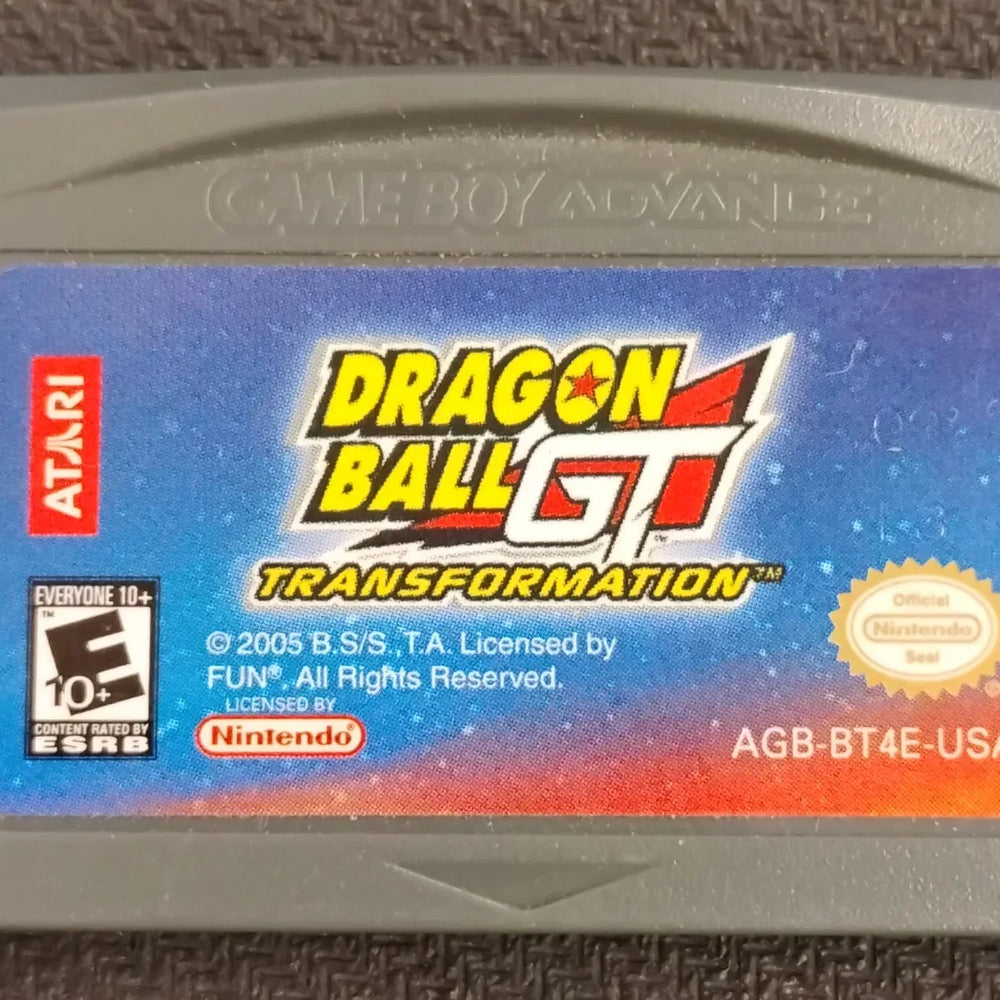 GAME BOY ADVANCE
ATARI
DRAGON
BALL GT
TRANSFORMATION™
EVERYONE 10+
™
E
10+
CONTENT RATED BY
ESRB
© 2005 B.S/S.,T.A. Licensed by
FUN®. All Rights Reserved.
LICENSED BY
Nintendo®
Official
Nintendo
Seal
AGB-BT4E-USA